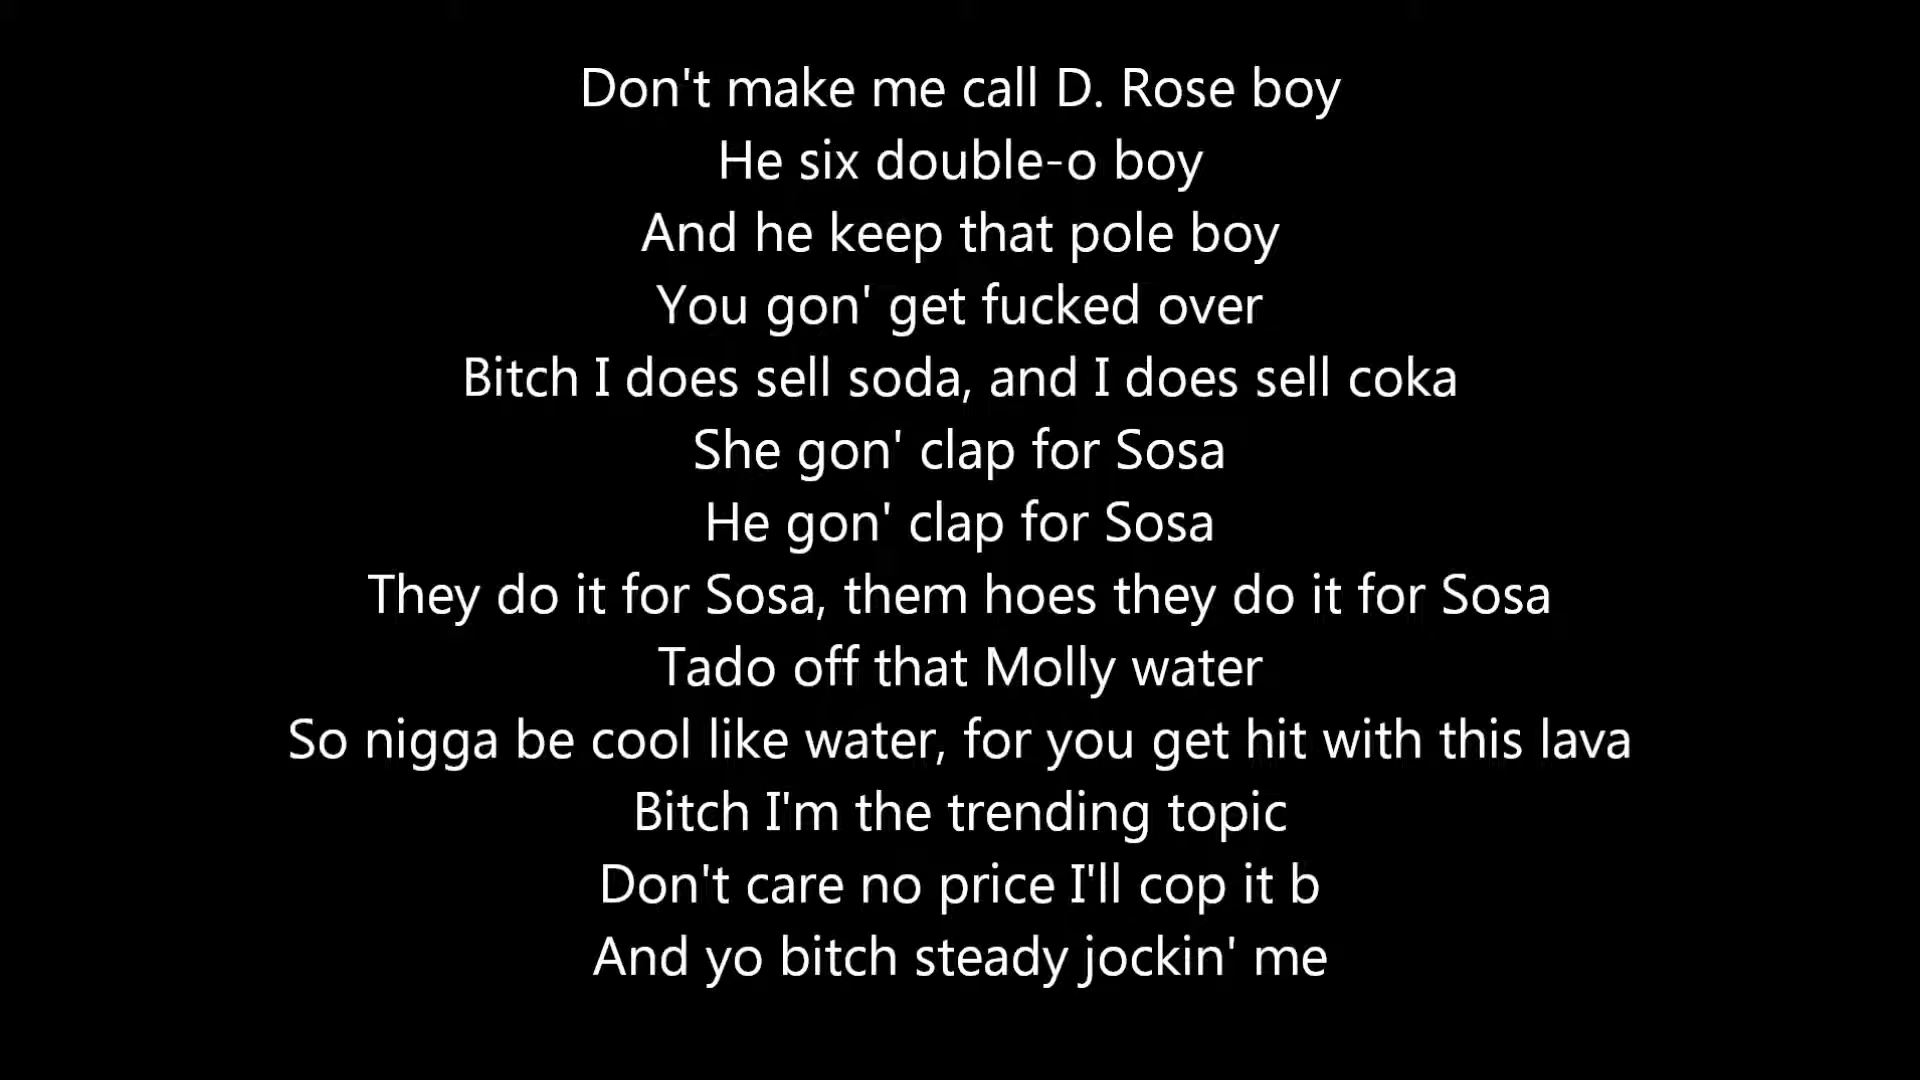 Don't make me call D. Rose boy
He six double-o boy
And he keep that pole boy
You gon' get fucked over
Bitch I does sell soda, and I does sell coka
She gon' clap for Sosa
He gon' clap for Sosa
They do it for Sosa, them hoes they do it for Sosa
Tado off that Molly water
So nigga be cool like water, for you get hit with this lava
Bitch I'm the trending topic
Don't care no price I'll cop it b
And yo bitch steady jockin' me